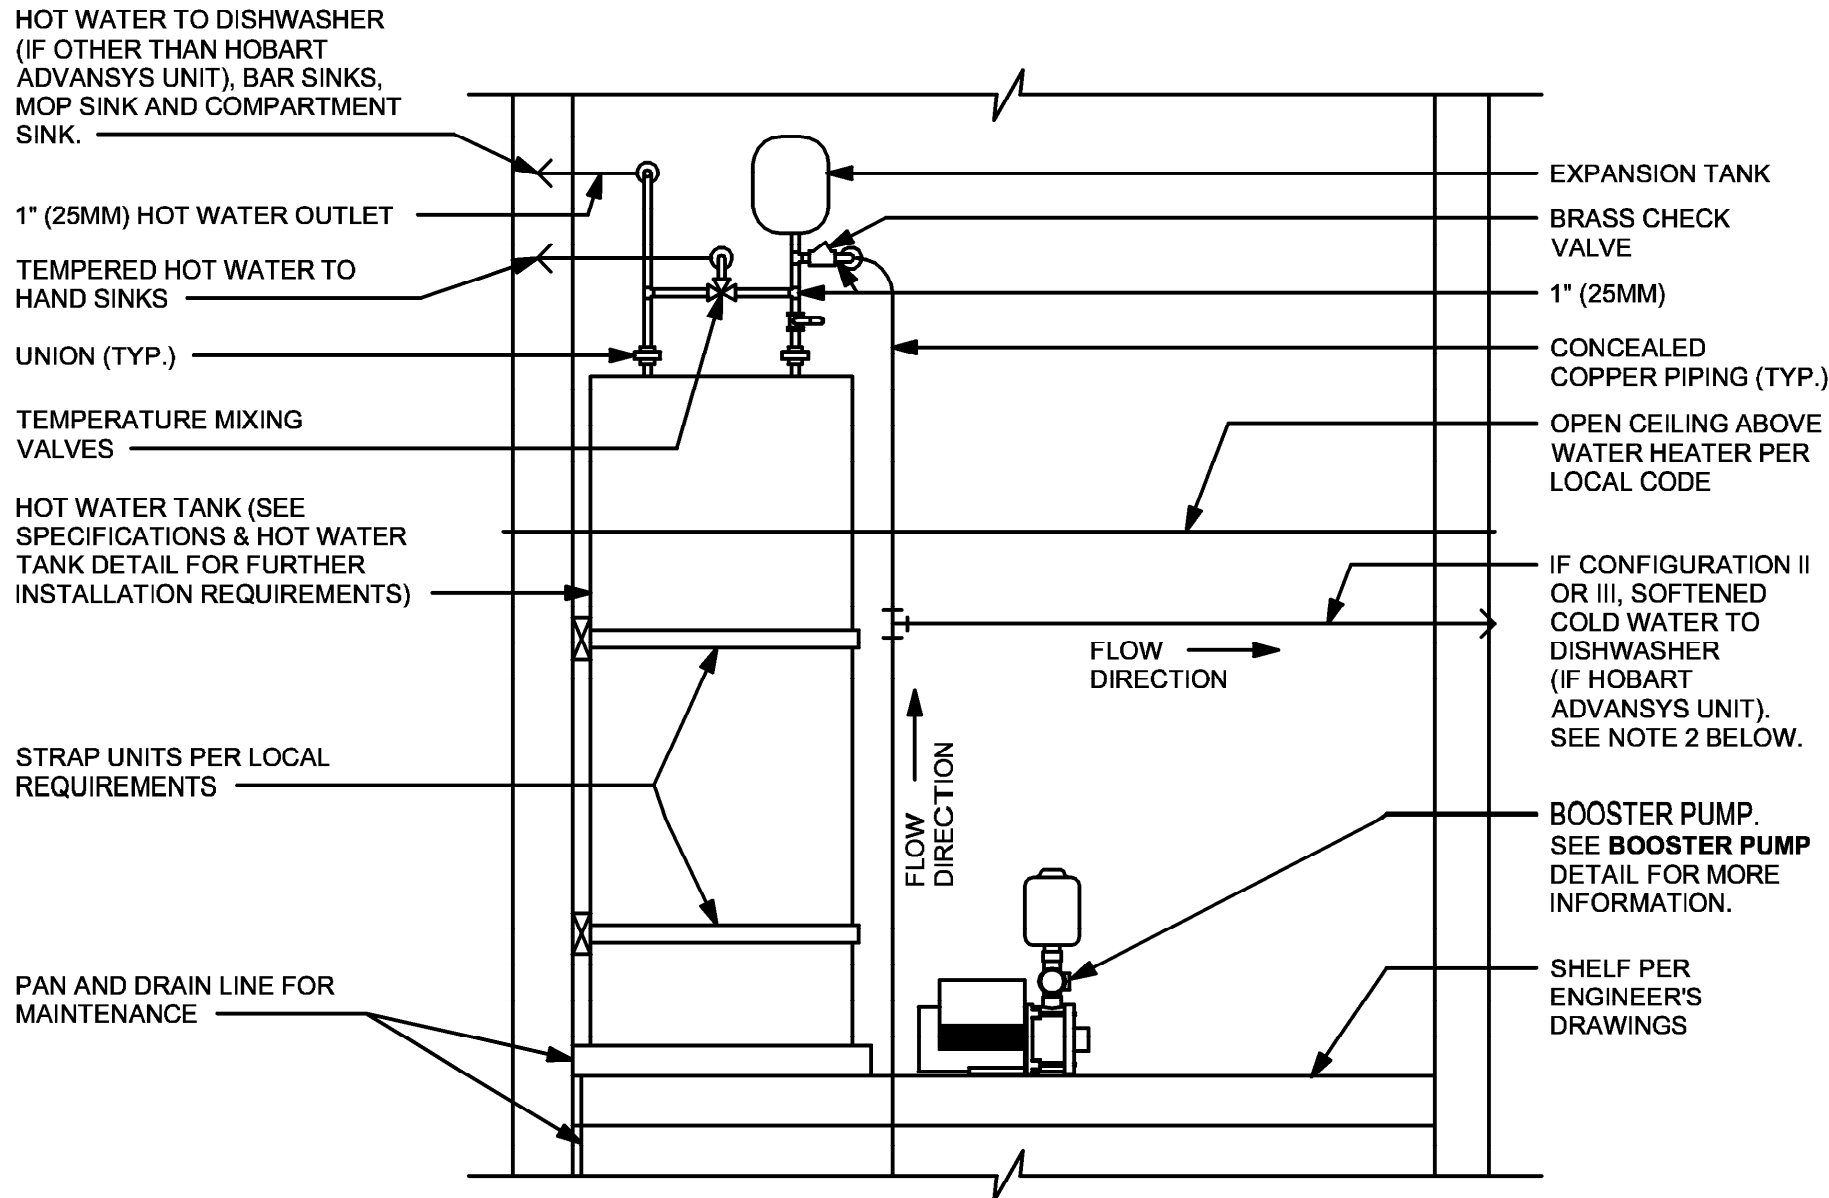 HOT WATER TO DISHWASHER
(IF OTHER THAN HOBART
ADVANSYS UNIT), BAR SINKS,
MOP SINK AND COMPARTMENT
SINK.
1" (25MM) HOT WATER OUTLET
TEMPERED HOT WATER TO
HAND SINKS
UNION (TYP.)
TEMPERATURE MIXING
VALVES
HOT WATER TANK (SEE
SPECIFICATIONS & HOT WATER
TANK DETAIL FOR FURTHER
INSTALLATION REQUIREMENTS)
STRAP UNITS PER LOCAL
REQUIREMENTS
PAN AND DRAIN LINE FOR
MAINTENANCE
FLOW
DIRECTION
FLOW
DIRECTION
EXPANSION TANK
BRASS CHECK
VALVE
1" (25MM)
CONCEALED
COPPER PIPING (TYP.)
OPEN CEILING ABOVE
WATER HEATER PER
LOCAL CODE
IF CONFIGURATION II
OR III, SOFTENED
COLD WATER TO
DISHWASHER
(IF HOBART
ADVANSYS UNIT).
SEE NOTE 2 BELOW.
BOOSTER PUMP.
SEE BOOSTER PUMP
DETAIL FOR MORE
INFORMATION.
SHELF PER
ENGINEER'S
DRAWINGS